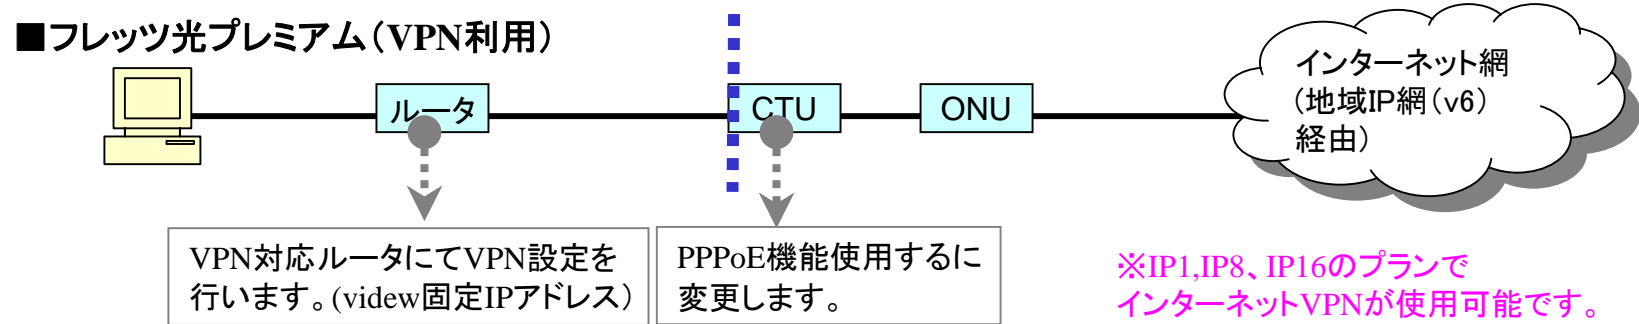 ■フレッツ光プレミアム（VPN利用）
ルータ
CTU
ONU
インターネット網
（地域IP網（v6）
経由）
VPN対応ルータにてVPN設定を
行います。(videw固定IPアドレス）
PPPoE機能使用するに
変更します。
※IP1,IP8、IP16のプランで
インターネットVPNが使用可能です。